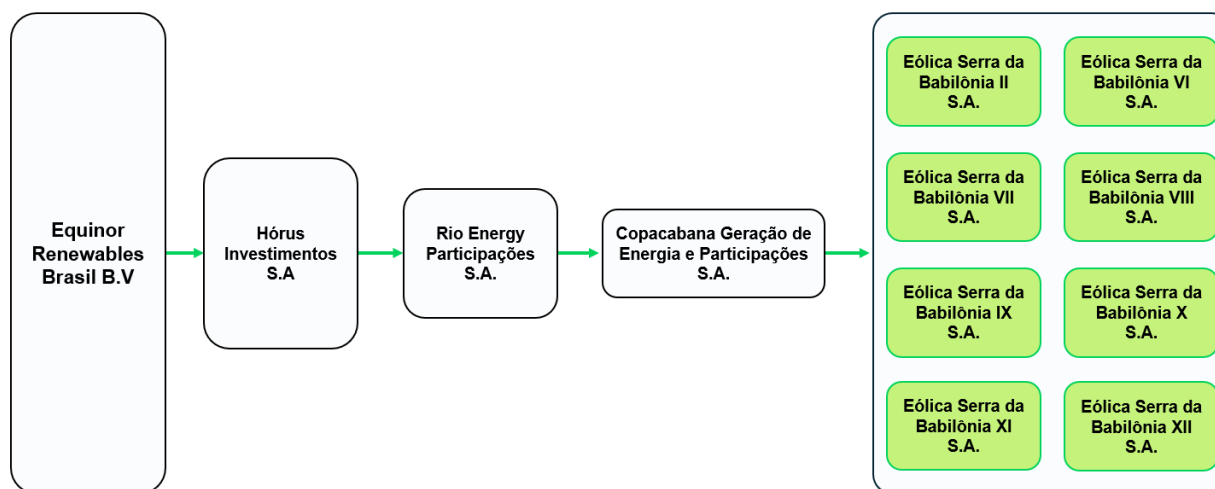 Equinor
Renewables
Brasil B.V
Hórus
Investimentos
S.A
Rio Energy
Participações
S.A.
Copacabana Geração de
Energia e Participações
S.A.
Eólica Serra da
Babilônia II
S.A.
Eólica Serra da
Babilônia VI
S.A.
Eólica Serra da
Babilônia VII
S.A.
Eólica Serra da
Babilônia VIII
S.A.
Eólica Serra da
Babilônia IX
S.A.
Eólica Serra da
Babilônia X
S.A.
Eólica Serra da
Babilônia XI
S.A.
Eólica Serra da
Babilônia XII
S.A.